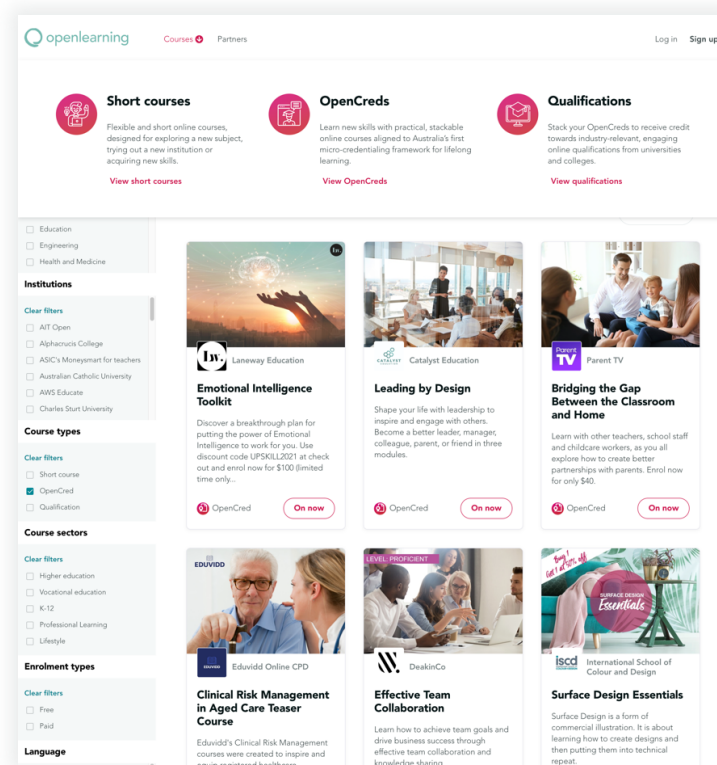 openlearning
Courses
Partners
Log in
Sign up
Short courses
Flexible and short online courses,
designed for exploring a new subject,
trying out a new institution or
acquiring new skills.
View short courses
OpenCreds
Learn new skills with practical, stackable
online courses aligned to Australia's first
micro-credentialing framework for lifelong
learning.
View OpenCreds
Qualifications
Stack your OpenCreds to receive credit
towards industry-relevant, engaging
online qualifications from universities
and colleges.
View qualifications
Education
Engineering
Health and Medicine
Institutions
Clear filters
AIT Open
Alphacrucis College
ASIC's Moneysmart for teachers
Australian Catholic University
AWS Educate
Charles Sturt University
Course types
Clear filters
Short course
OpenCred
Qualification
Course sectors
Clear filters
Higher education
Vocational education
K-12
Professional Learning
Lifestyle
Enrolment types
Clear filters
Free
Paid
Language
lw.
lw.
Laneway Education
Emotional Intelligence
Toolkit
Discover a breakthrough plan for
putting the power of Emotional
Intelligence to work for you. Use
discount code UPSKILL2021 at check
out and enrol now for $100 (limited
time only...
OpenCred
On now
CATALYST
Catalyst Education
Leading by Design
Shape your life with leadership to
inspire and engage with others.
Become a better leader, manager,
colleague, parent, or friend in three
modules.
OpenCred
On now
Parent
TV
Parent TV
Bridging the Gap
Between the Classroom
and Home
Learn with other teachers, school staff
and childcare workers, as you all
explore how to create better
partnerships with parents. Enrol now
for only $40.
OpenCred
On now
EDUVIDD
EDUVIDD
Eduvidd Online CPD
Clinical Risk Management
in Aged Care Teaser
Course
Eduvidd's Clinical Risk Management
courses were created to inspire and
equip registered healthcare
LEVEL: PROFICIENT
DeakinCo
Effective Team
Collaboration
Learn how to achieve team goals and
drive business success through
effective team collaboration and
knowledge sharing.
Buy 1
Get 1 at 50% off
SURFACE DESIGN
Essentials
iscd
International School of
Colour and Design
Surface Design Essentials
Surface Design is a form of
commercial illustration. It is about
learning how to create designs and
then putting them into technical
repeat.